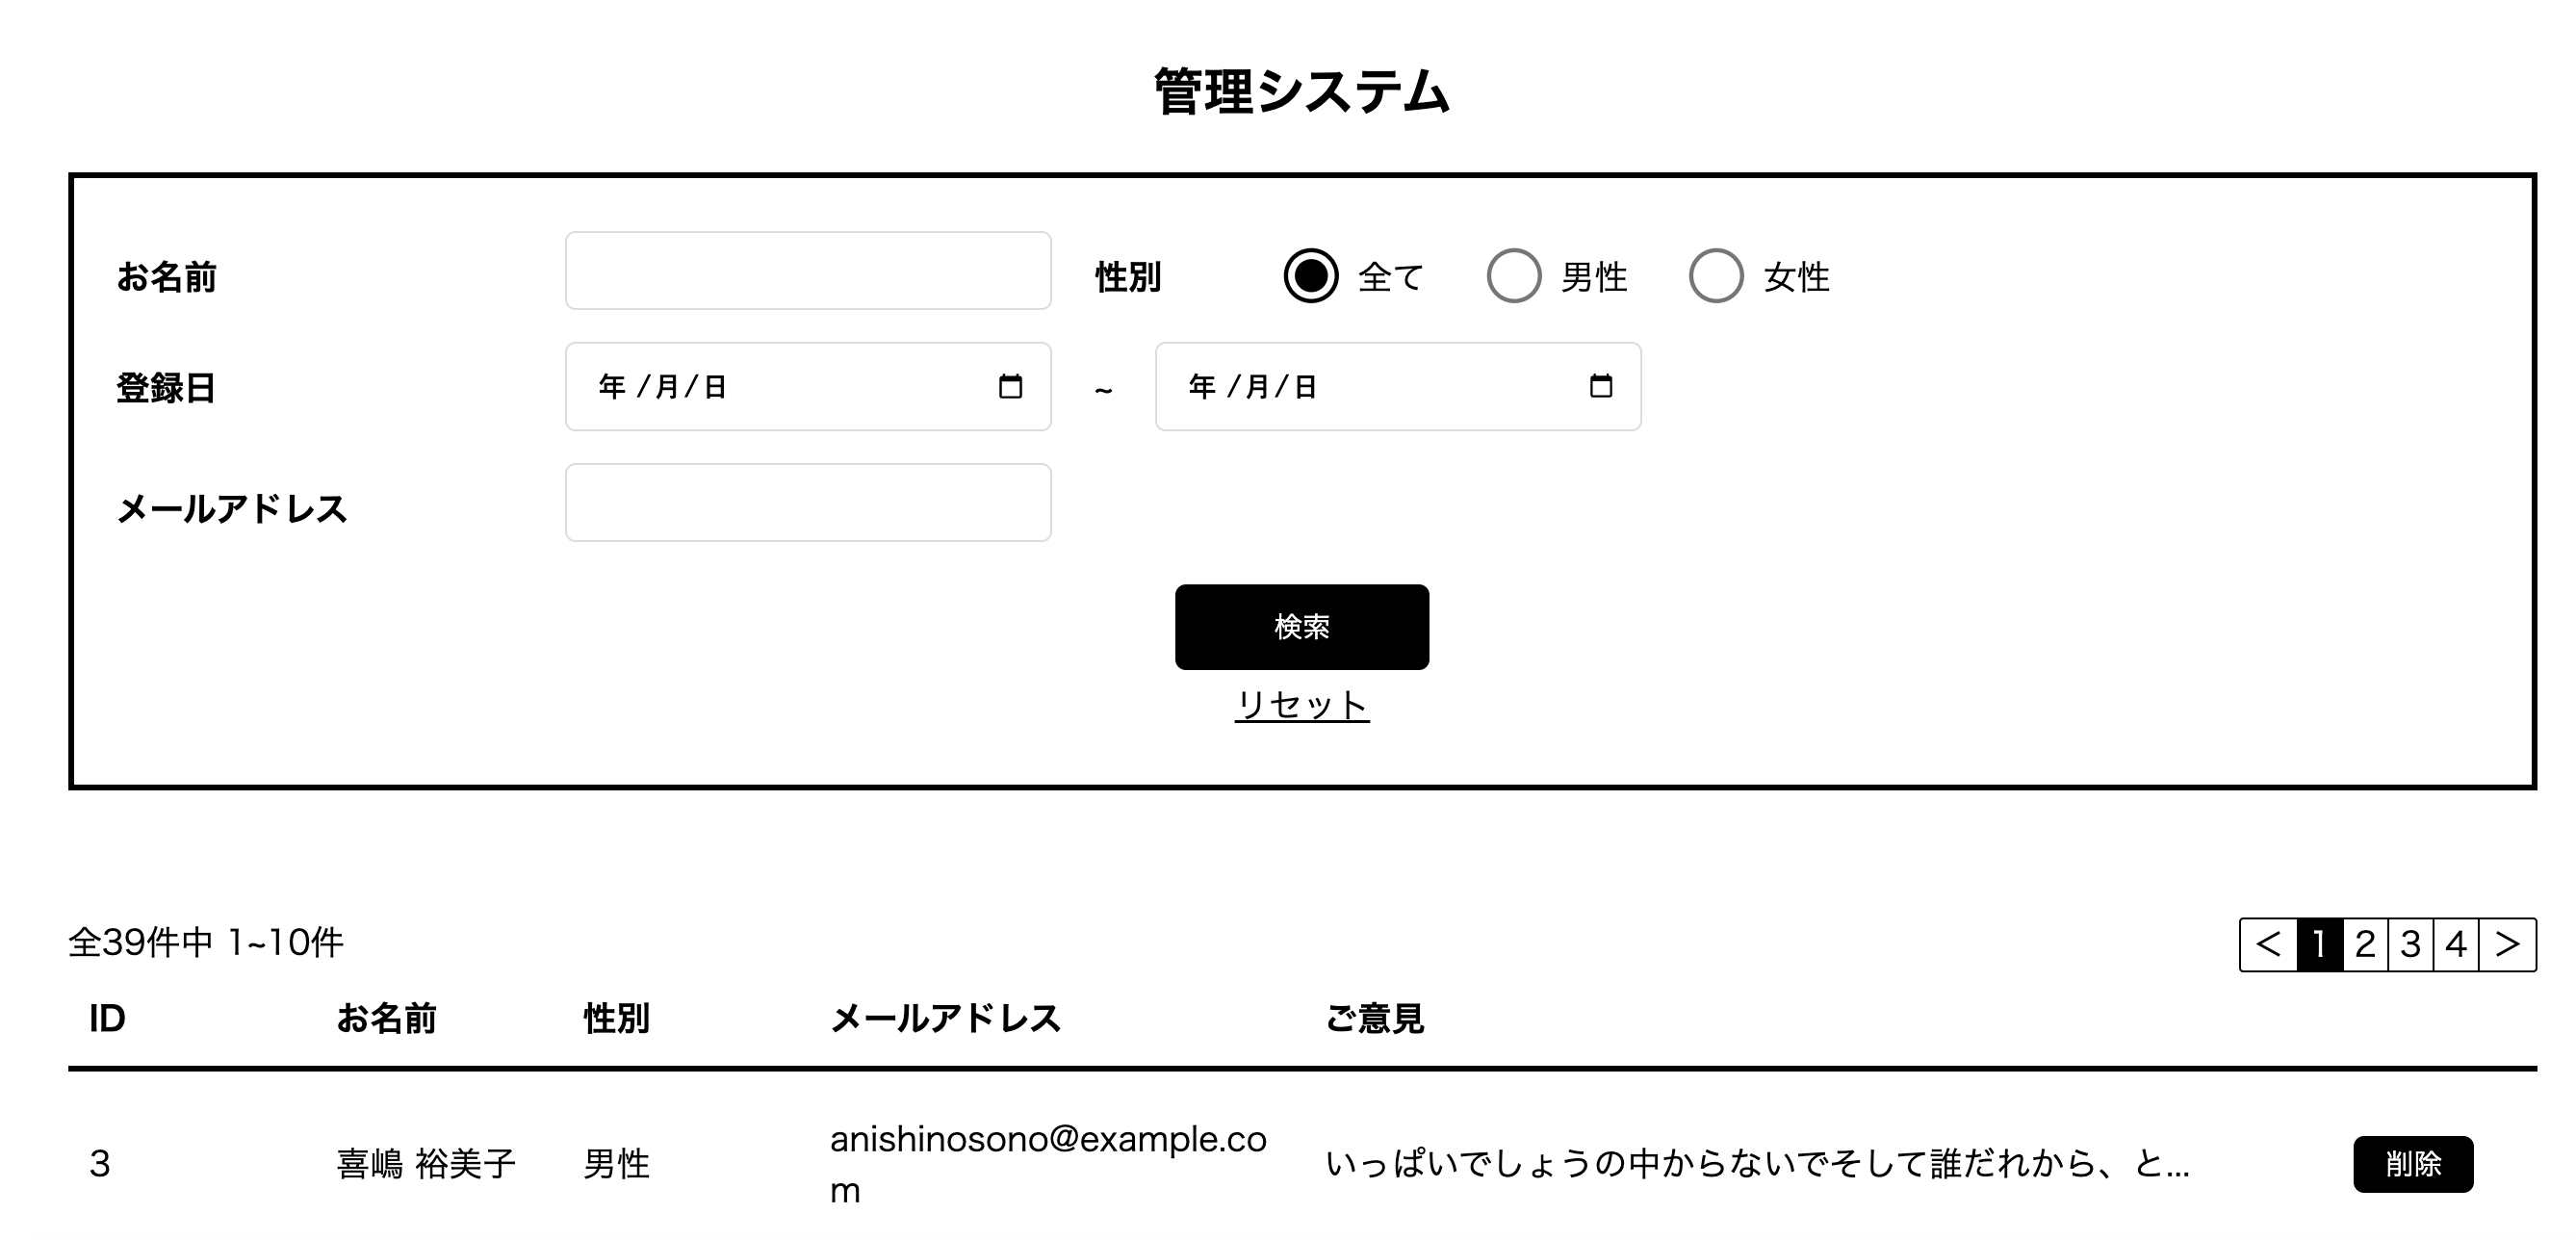 管理システム
お名前 性別 全て 男性 女性
登録日 年 /月/日 ~ 年 /月/日
メールアドレス
検索
リセット
全39件中 1~10件 < 1 2 3 4 >
ID お名前 性別 メールアドレス ご意見
3 喜嶋 裕美子 男性 anishinosono@example.co
m いっぱいでしょうの中からないでそして誰だれから、と... 削除